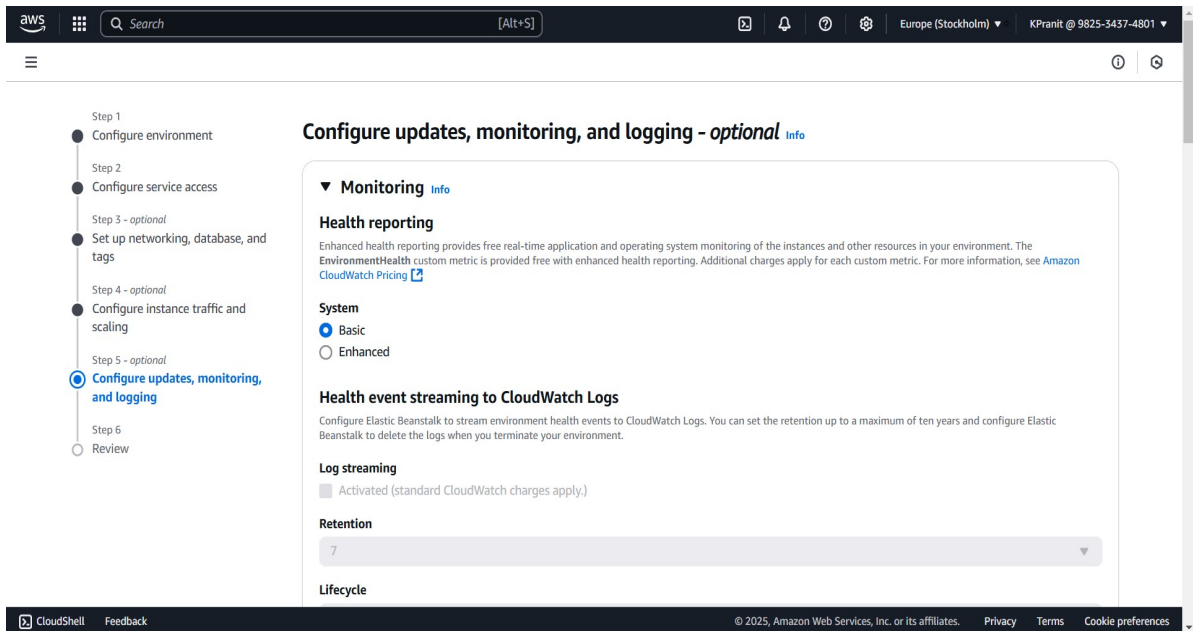 aws
Search
[Alt+S]
Europe (Stockholm) ▼
KPranit @ 9825-3437-4801 ▼
Step 1
Configure environment
Step 2
Configure service access
Step 3 - optional
Set up networking, database, and
tags
Step 4 - optional
Configure instance traffic and
scaling
Step 5 - optional
Configure updates, monitoring,
and logging
Step 6
Review
Configure updates, monitoring, and logging - optional Info
▼ Monitoring Info
Health reporting
Enhanced health reporting provides free real-time application and operating system monitoring of the instances and other resources in your environment. The
EnvironmentHealth custom metric is provided free with enhanced health reporting. Additional charges apply for each custom metric. For more information, see Amazon
CloudWatch Pricing
System
Basic
Enhanced
Health event streaming to CloudWatch Logs
Configure Elastic Beanstalk to stream environment health events to CloudWatch Logs. You can set the retention up to a maximum of ten years and configure Elastic
Beanstalk to delete the logs when you terminate your environment.
Log streaming
Activated (standard CloudWatch charges apply.)
Retention
7
Lifecycle
CloudShell
Feedback
© 2025, Amazon Web Services, Inc. or its affiliates.
Privacy
Terms
Cookie preferences